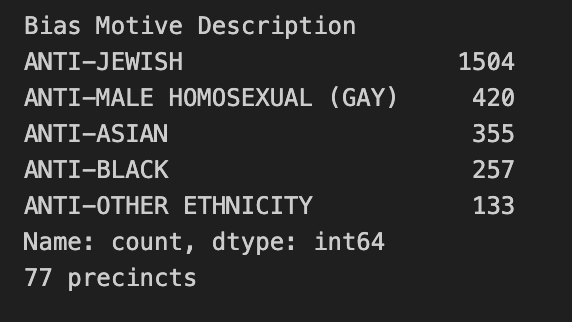 Bias Motive Description
ANTI-JEWISH 1504
ANTI-MALE HOMOSEXUAL (GAY) 420
ANTI-ASIAN 355
ANTI-BLACK 257
ANTI-OTHER ETHNICITY 133
Name: count, dtype: int64
77 precincts